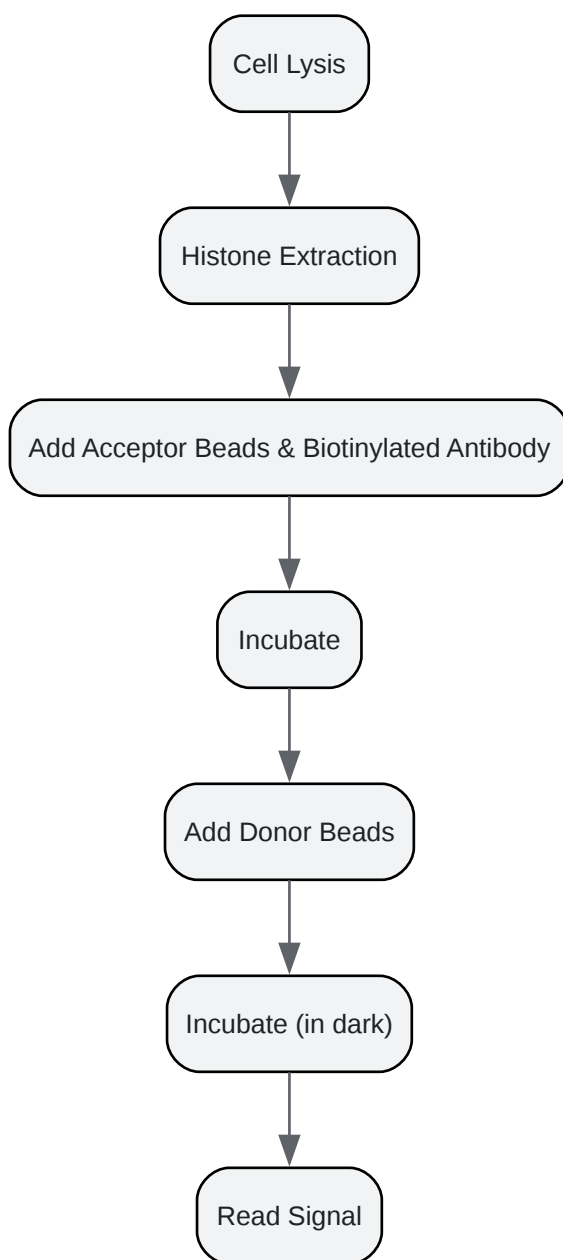 Cell Lysis
Histone Extraction
Add Acceptor Beads & Biotinylated Antibody
Incubate
Add Donor Beads
Incubate (in dark)
Read Signal